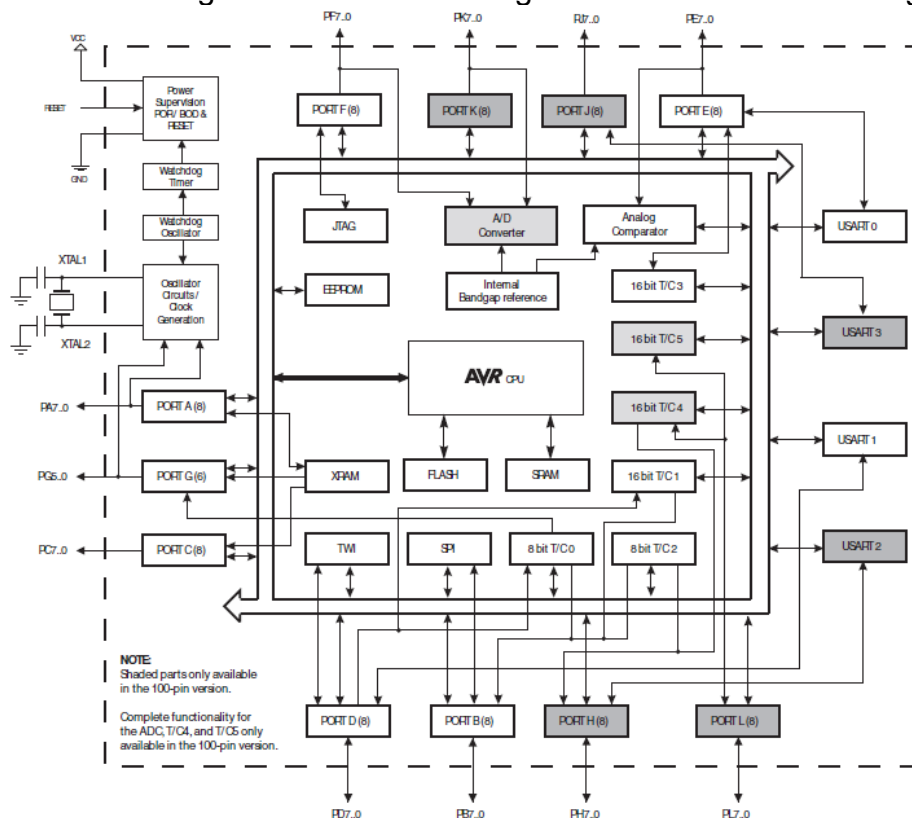 PF7..0
PK7..0
PJ7..0
PE7..0
VCC
RESET
GND
Power
Supervision
POR/ BOD &
RESET
PORT F (8)
PORT K (8)
PORT J (8)
PORT E (8)
Watchdog
Timer
Watchdog
Oscillator
JTAG
A/D
Converter
Analog
Comparator
USART 0
XTAL1
XTAL2
Oscillator
Circuits /
Clock
Generation
EEPROM
Internal
Bandgap reference
16 bit T/C 3
16 bit T/C 5
USART 3
AVR CPU
16 bit T/C 4
PA7..0
PORT A (8)
USART 1
PG5..0
PORT G (6)
XRAM
FLASH
SRAM
16 bit T/C 1
PC7..0
PORT C (8)
TWI
SPI
8 bit T/C 0
8 bit T/C 2
USART 2
NOTE:
Shaded parts only available
in the 100-pin version.
Complete functionality for
the ADC, T/C4, and T/C5 only
available in the 100-pin version.
PORT D (8)
PORT B (8)
PORT H (8)
PORT L (8)
PD7..0
PB7..0
PH7..0
PL7..0